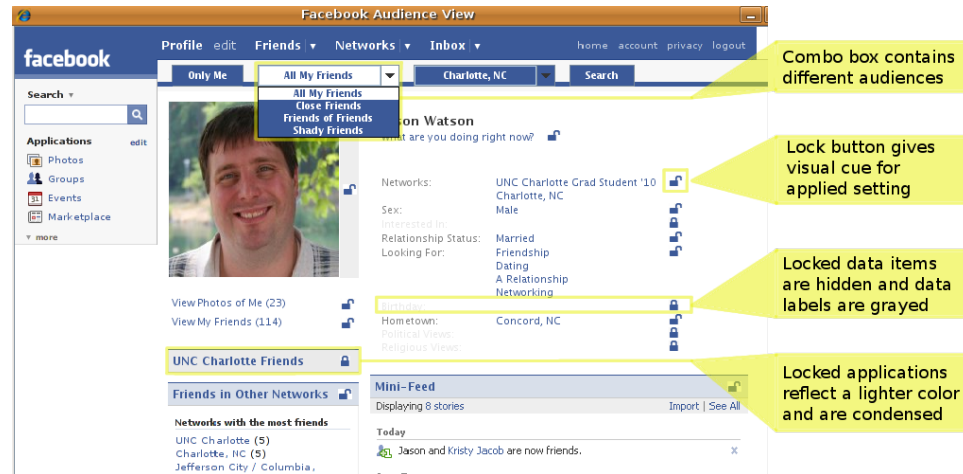 Facebook Audience View
facebook
Profile edit Friends Networks Inbox home account privacy logout
Only Me All My Friends Charlotte, NC Search
All My Friends
Close Friends
Friends of Friends
Shady Friends
Search
Applications edit
Photos
Groups
31 Events
Marketplace
more
on Watson
What are you doing right now?
Networks: UNC Charlotte Grad Student '10
Charlotte, NC
Sex: Male
Interested In:
Relationship Status: Married
Looking For: Friendship
Dating
A Relationship
Networking
Birthday:
Hometown: Concord, NC
Political Views:
Religious Views:
View Photos of Me (23)
View My Friends (114)
UNC Charlotte Friends
Friends in Other Networks
Networks with the most friends
UNC Charlotte (5)
Charlotte, NC (5)
Jefferson City / Columbia,
Mini-Feed
Displaying 8 stories Import | See All
Today
Jason and Kristy Jacob are now friends. x
Combo box contains
different audiences
Lock button gives
visual cue for
applied setting
Locked data items
are hidden and data
labels are grayed
Locked applications
reflect a lighter color
and are condensed